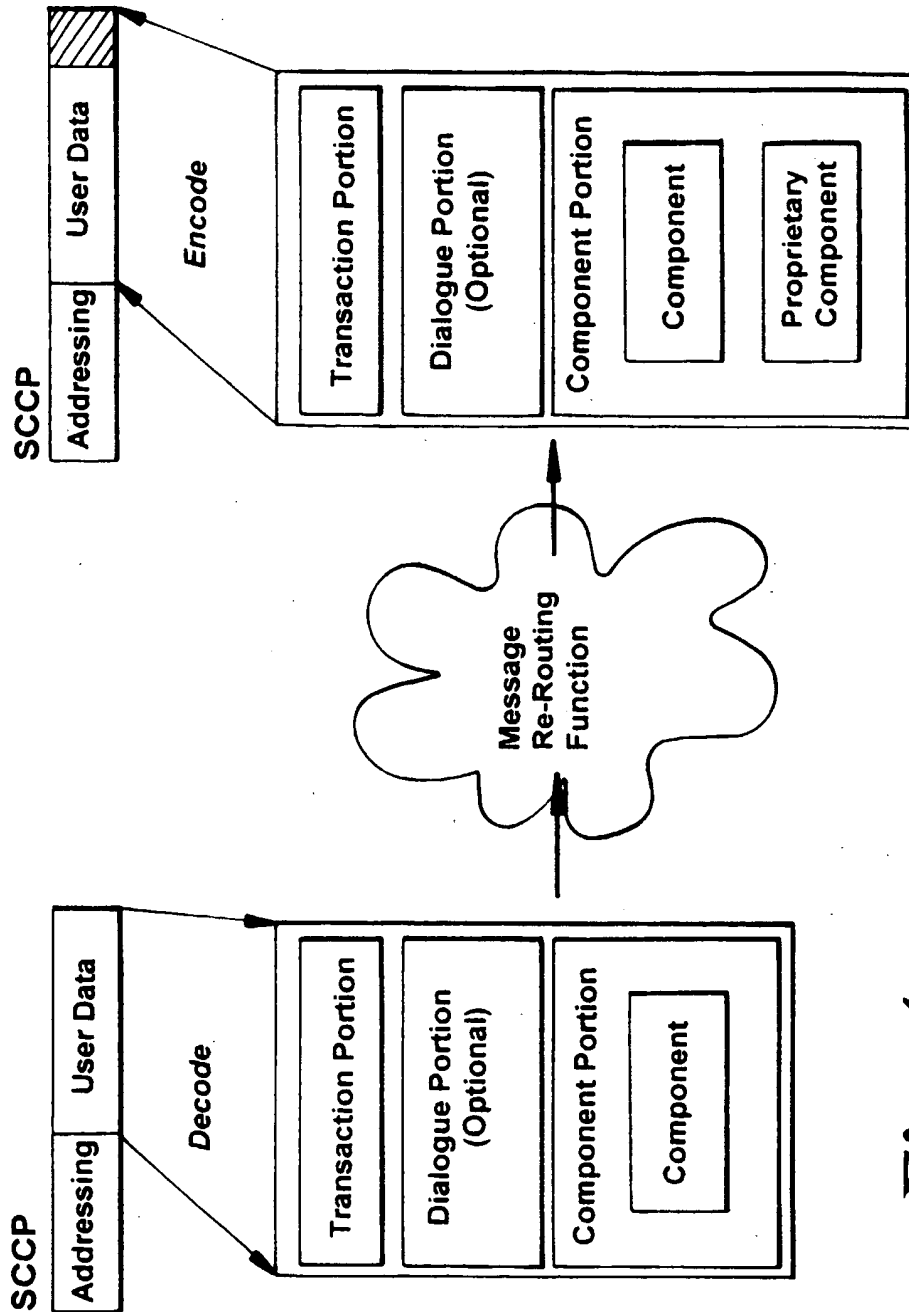 SCCP
Addressing
User Data
Decode
Transaction Portion
Dialogue Portion
(Optional)
Component Portion
Component
Message
Re-Routing
Function
SCCP
Addressing
User Data
Encode
Transaction Portion
Dialogue Portion
(Optional)
Component Portion
Component
Proprietary
Component